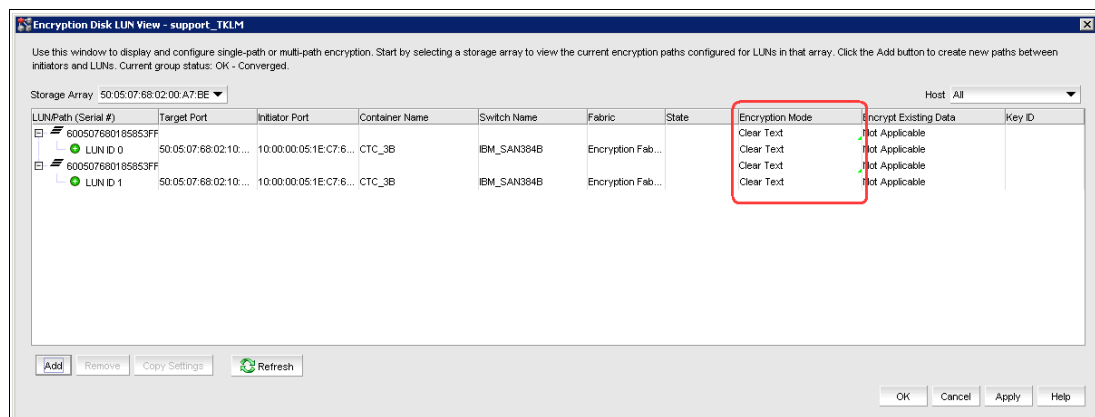 Encryption Disk LUN View - support_TKLM
Use this window to display and configure single-path or multi-path encryption. Start by selecting a storage array to view the current encryption paths configured for LUNs in that array. Click the Add button to create new paths between
initiators and LUNs. Current group status: OK - Converged.
Storage Array 50:05:07:68:02:00:A7:BE Host All
LUN/Path (Serial #) Target Port Initiator Port Container Name Switch Name Fabric State Encryption Mode Encrypt Existing Data Key ID
600507680185853FF Clear Text Not Applicable
LUN ID 0 50:05:07:68:02:10:... 10:00:00:05:1E:C7:6... CTC_3B IBM_SAN384B Encryption Fab... Clear Text Not Applicable
600507680185853FF Clear Text Not Applicable
LUN ID 1 50:05:07:68:02:10:... 10:00:00:05:1E:C7:6... CTC_3B IBM_SAN384B Encryption Fab... Clear Text Not Applicable
Add Remove Copy Settings Refresh
OK Cancel Apply Help